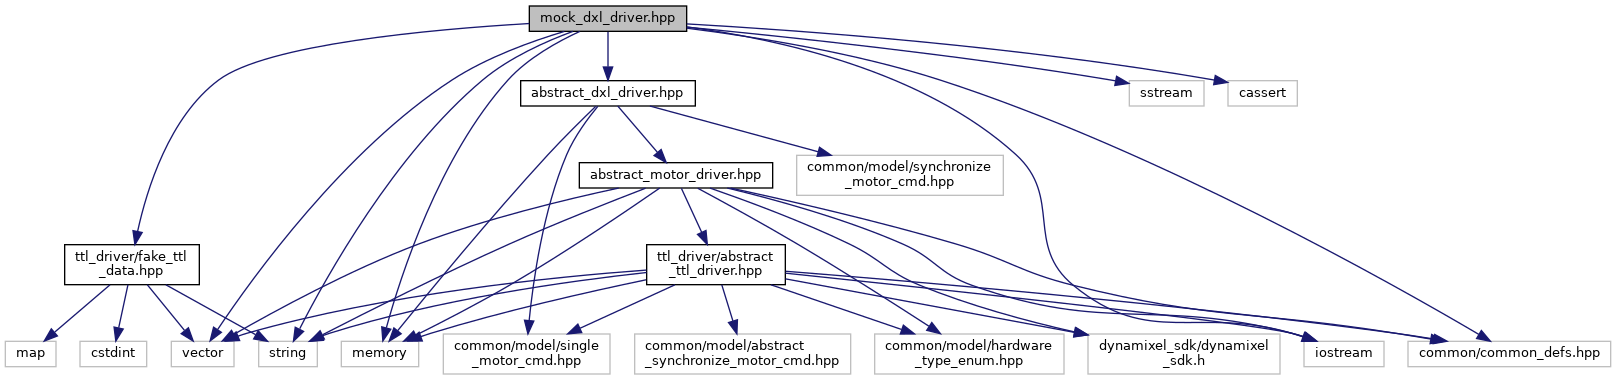 mock_dxl_driver.hpp
abstract_dxl_driver.hpp
sstream
cassert
abstract_motor_driver.hpp
common/model/synchronize
_motor_cmd.hpp
ttl_driver/fake_ttl
_data.hpp
ttl_driver/abstract
_ttl_driver.hpp
map
cstdint
vector
string
memory
common/model/single
_motor_cmd.hpp
common/model/abstract
_synchronize_motor_cmd.hpp
common/model/hardware
_type_enum.hpp
dynamixel_sdk/dynamixel
_sdk.h
iostream
common/common_defs.hpp